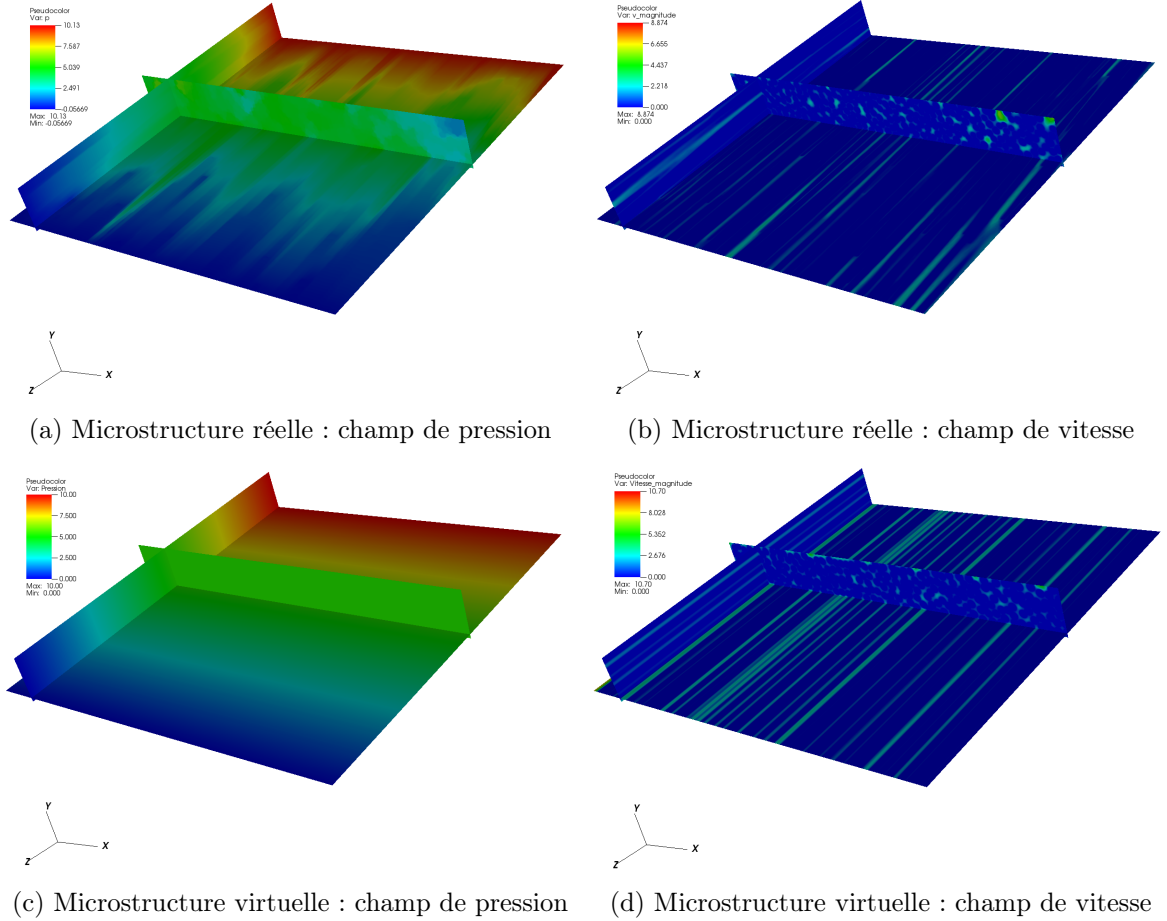 Pseudocolor
Var: p
10.13
7.587
5.039
2.491
-0.05669
Max: 10.13
Min: -0.05669
Y
X
Z
Pseudocolor
Var: v_magnitude
8.874
6.655
4.437
2.218
0.000
Max: 8.874
Min: 0.000
Y
X
Z
(a) Microstructure réelle : champ de pression
(b) Microstructure réelle : champ de vitesse
Pseudocolor
Var: Pression
10.00
7.500
5.000
2.500
0.000
Max: 10.00
Min: 0.000
Y
X
Z
Pseudocolor
Var: Vitesse_magnitude
10.70
8.028
5.352
2.676
0.000
Max: 10.70
Min: 0.000
Y
X
Z
(c) Microstructure virtuelle : champ de pression
(d) Microstructure virtuelle : champ de vitesse